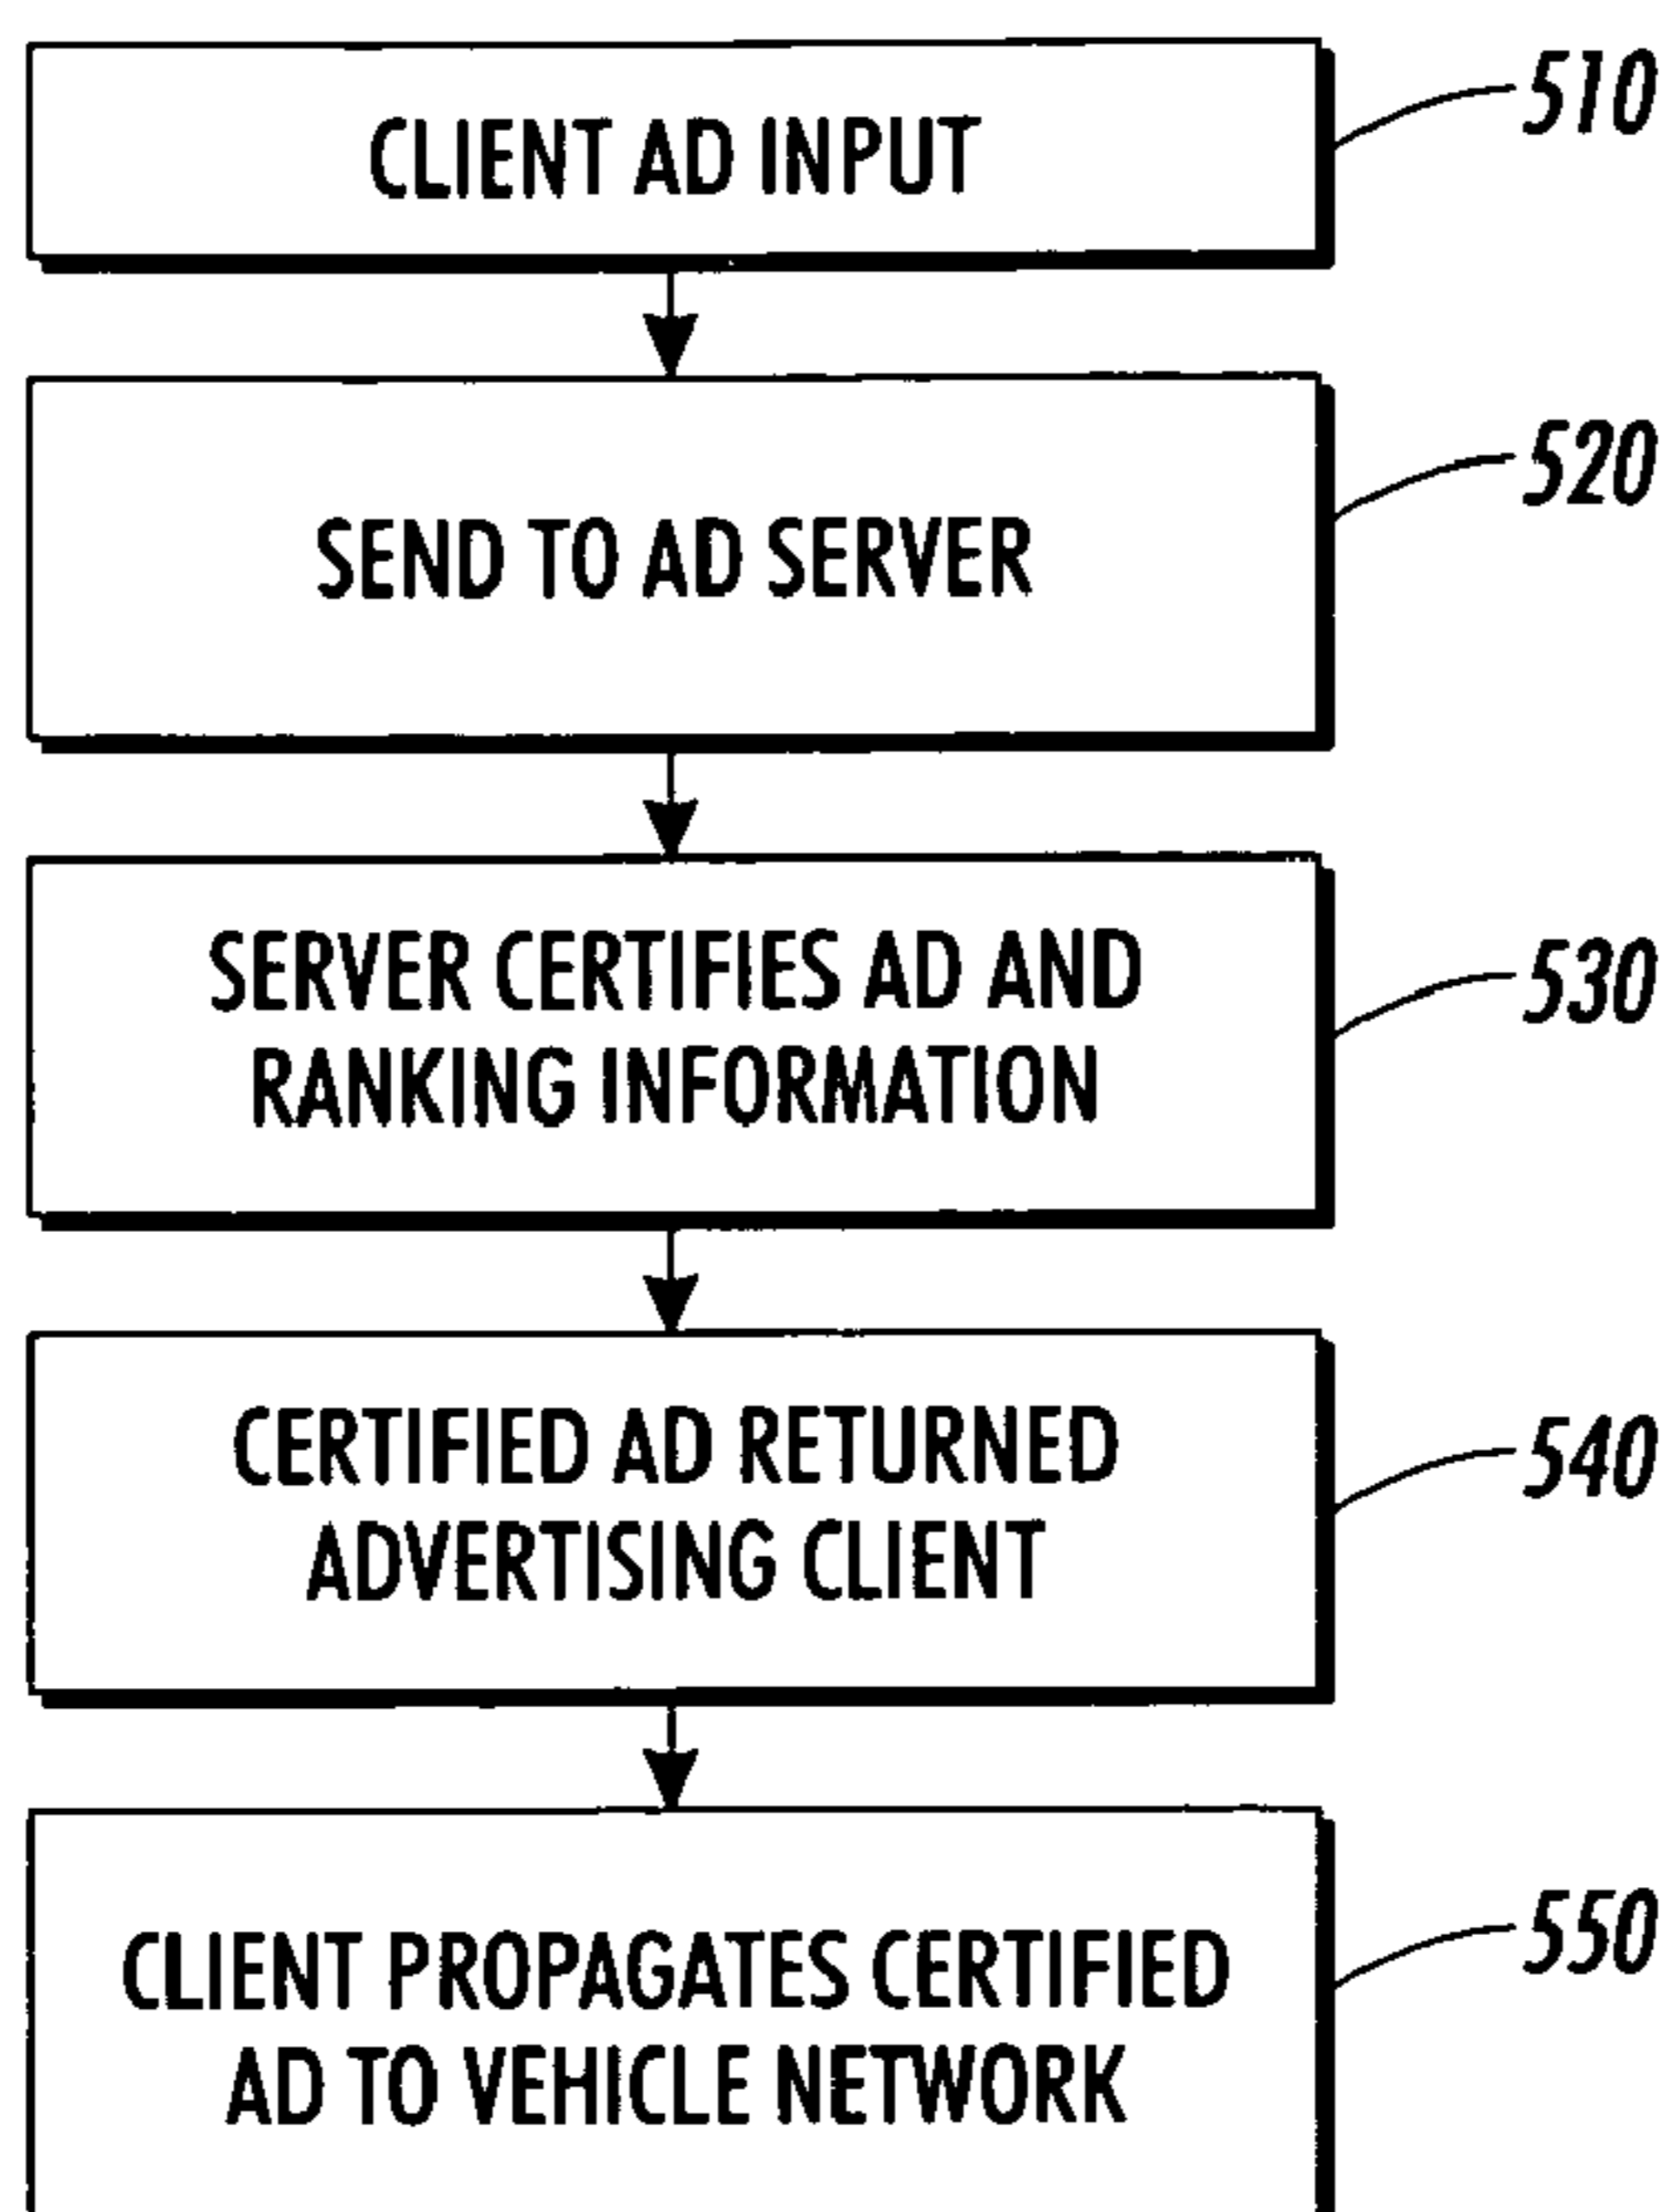 CLIENT AD INPUT
510
SEND TO AD SERVER
520
SERVER CERTIFIES AD AND
RANKING INFORMATION
530
CERTIFIED AD RETURNED
ADVERTISING CLIENT
540
CLIENT PROPAGATES CERTIFIED
AD TO VEHICLE NETWORK
550